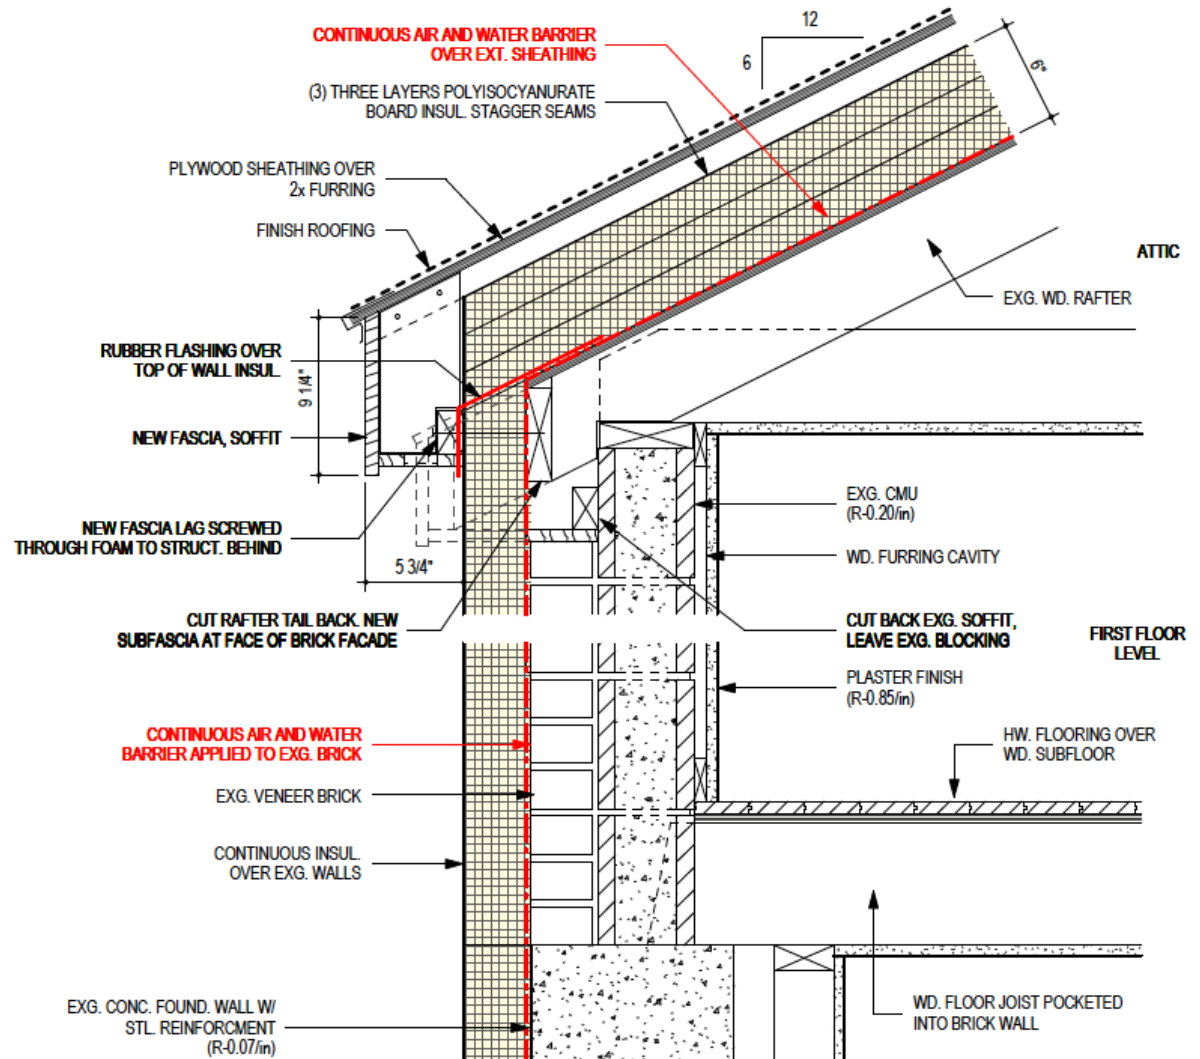 CONTINUOUS AIR AND WATER BARRIER
OVER EXT. SHEATHING
12
6
6"
(3) THREE LAYERS POLYISOCYANURATE
BOARD INSUL. STAGGER SEAMS
PLYWOOD SHEATHING OVER
2x FURRING
FINISH ROOFING
ATTIC
EXG. WD. RAFTER
RUBBER FLASHING OVER
TOP OF WALL INSUL.
9 1/4"
NEW FASCIA, SOFFIT
EXG. CMU
(R-0.20/in)
NEW FASCIA LAG SCREWED
THROUGH FOAM TO STRUCT. BEHIND
WD. FURRING CAVITY
5 3/4"
CUT RAFTER TAIL BACK. NEW
SUBFASCIA AT FACE OF BRICK FACADE
CUT BACK EXG. SOFFIT,
LEAVE EXG. BLOCKING
FIRST FLOOR
LEVEL
PLASTER FINISH
(R-0.85/in)
CONTINUOUS AIR AND WATER
BARRIER APPLIED TO EXG. BRICK
HW. FLOORING OVER
WD. SUBFLOOR
EXG. VENEER BRICK
CONTINUOUS INSUL.
OVER EXG. WALLS
EXG. CONC. FOUND. WALL W/
STL. REINFORCMENT
(R-0.07/in)
WD. FLOOR JOIST POCKETED
INTO BRICK WALL